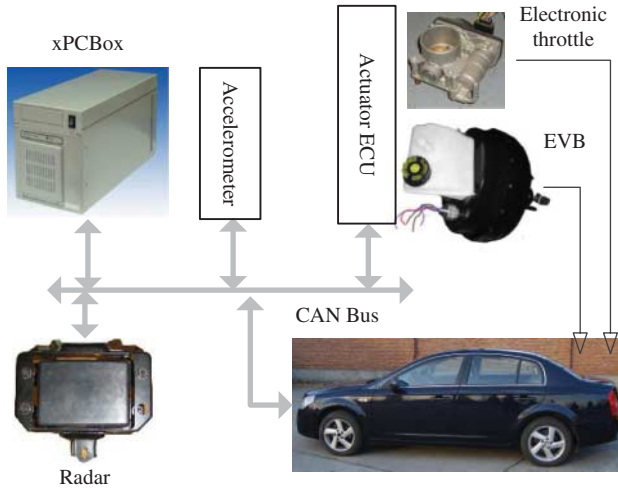 xPCBox
Accelerometer
Actuator ECU
Electronic
throttle
EVB
CAN Bus
Radar